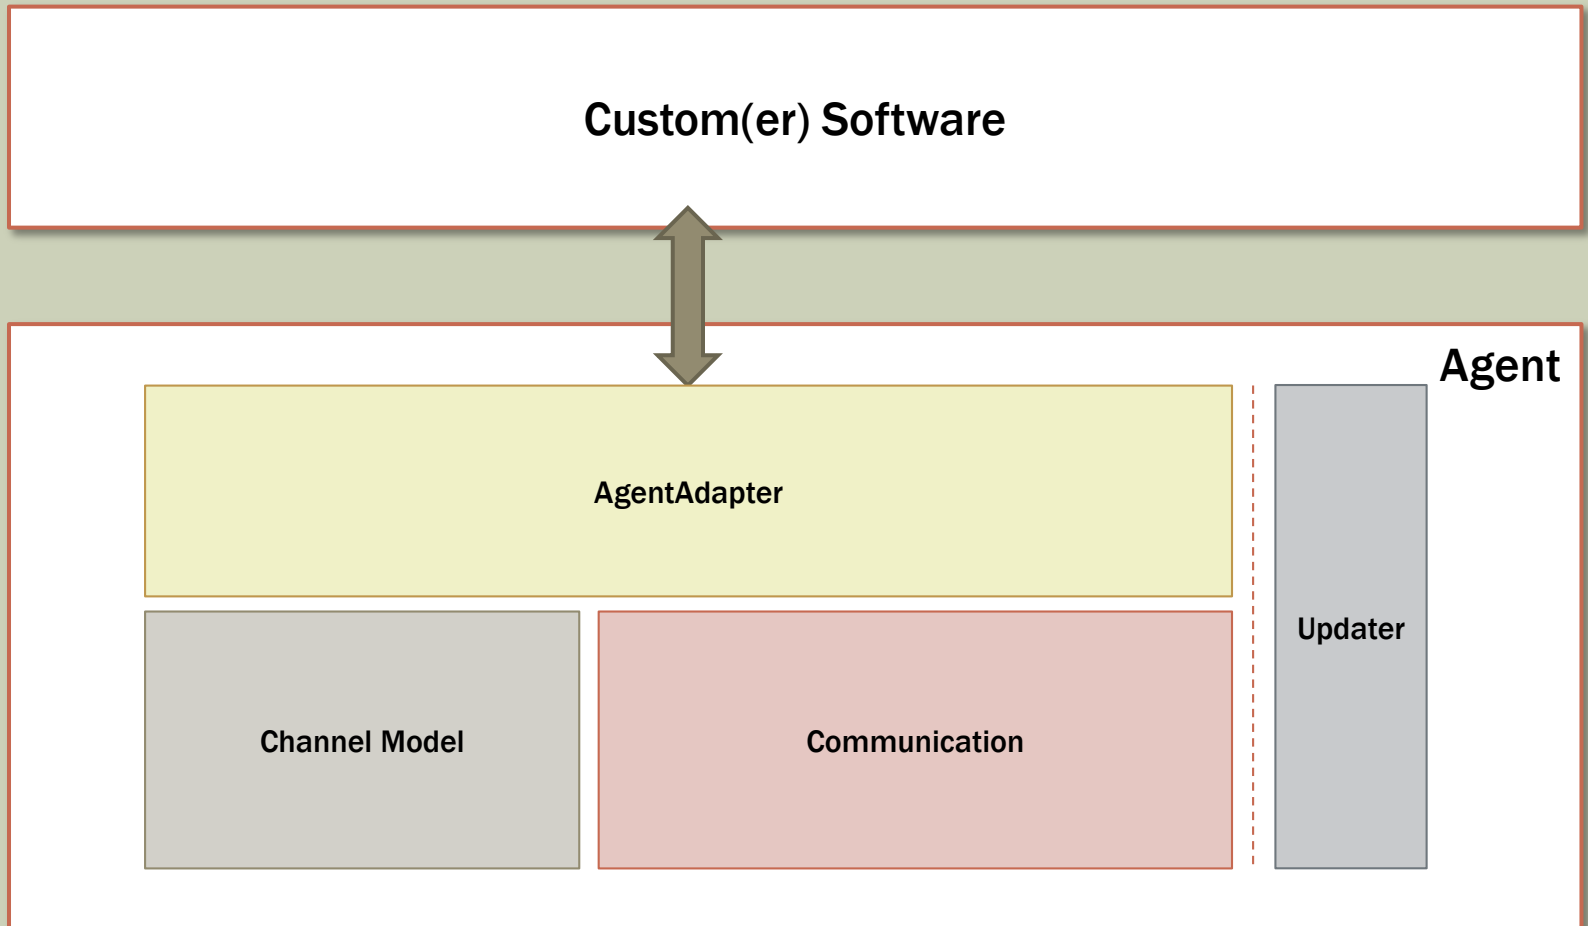 Custom(er) Software
Agent
AgentAdapter
Updater
Channel Model
Communication